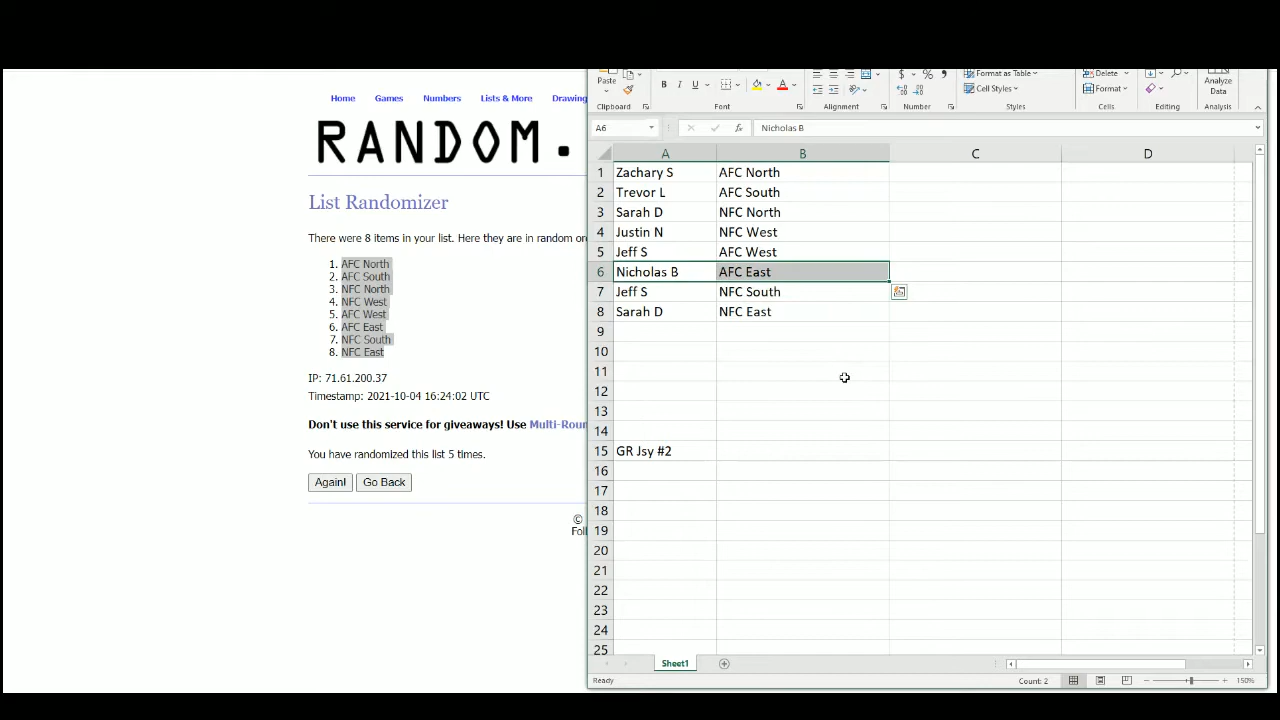 Home Games Numbers Lists & More Drawing
RANDOM.
List Randomizer
There were 8 items in your list. Here they are in random or
1. AFC North
2. AFC South
3. NFC North
4. NFC West
5. AFC West
6. AFC East
7. NFC South
8. NFC East
IP: 71.61.200.37
Timestamp: 2021-10-04 16:24:02 UTC
Don't use this service for giveaways! Use Multi-Roun
You have randomized this list 5 times.
Again! Go Back
©
Foll
Paste
B I U A $ % , Format as Table Cell Styles Delete Format Analyze Data
Clipboard Font Alignment Number Styles Cells Editing Analysis
A6 fx Nicholas B
A B C D
1 Zachary S AFC North
2 Trevor L AFC South
3 Sarah D NFC North
4 Justin N NFC West
5 Jeff S AFC West
6 Nicholas B AFC East
7 Jeff S NFC South
8 Sarah D NFC East
9
10
11
12
13
14
15 GR Jsy #2
16
17
18
19
20
21
22
23
24
25
Sheet1
Ready Count: 2 150%